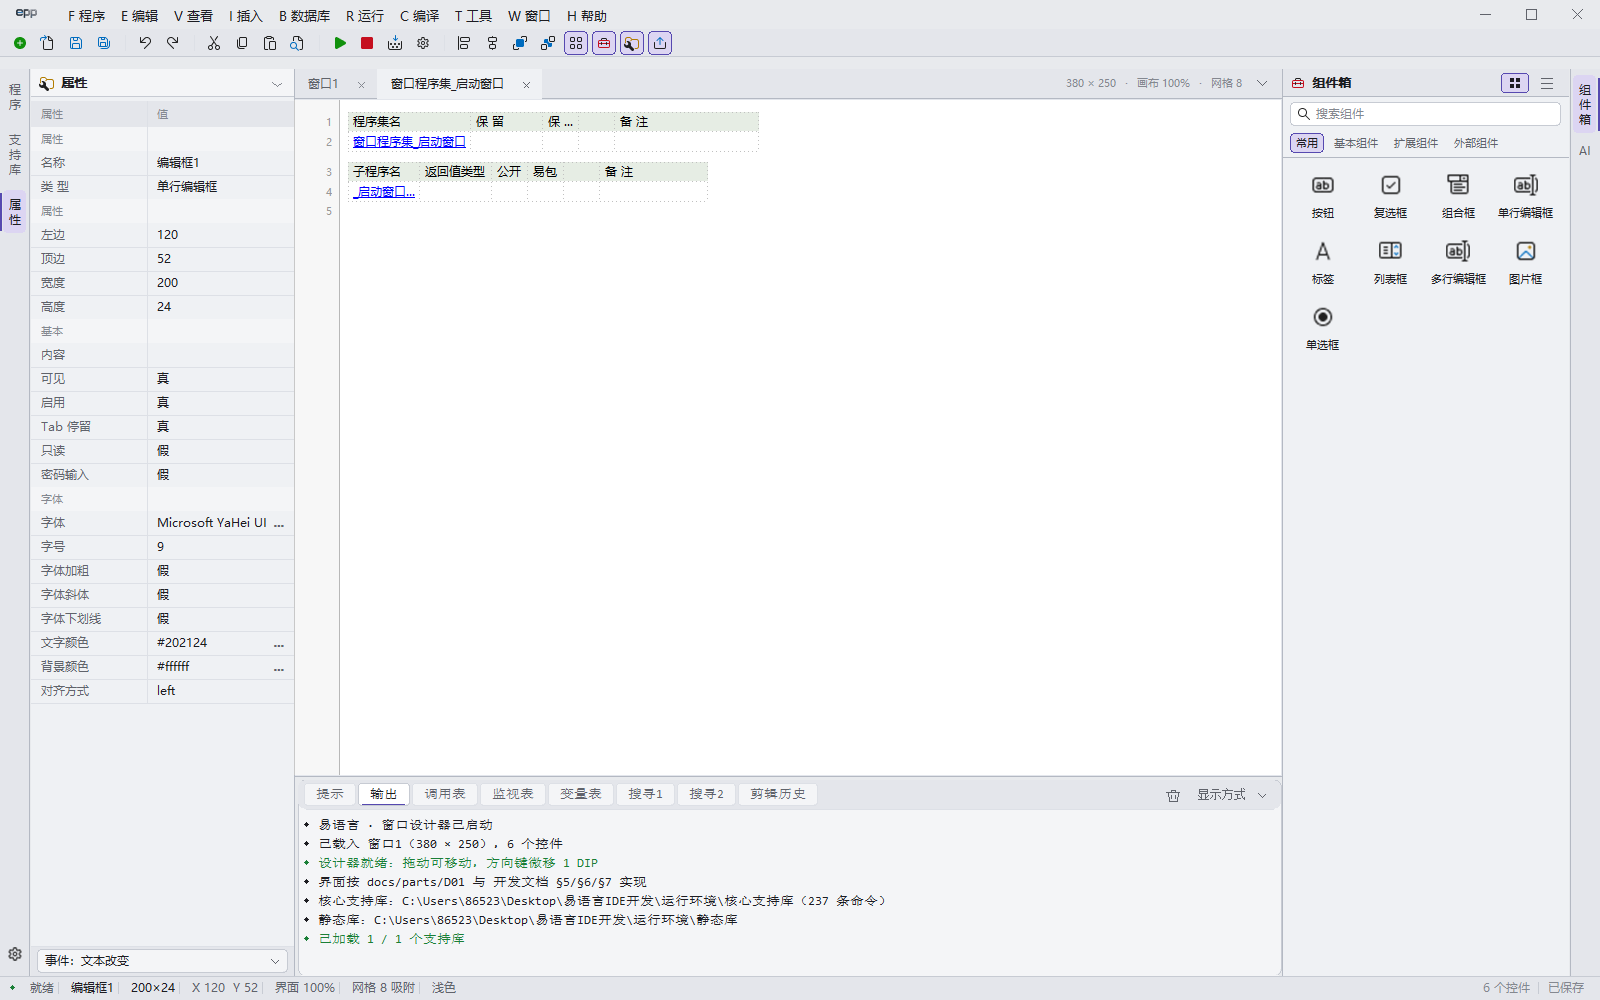 epp
F 程序 E 编辑 V 查看 I 插入 B 数据库 R 运行 C 编译 T 工具 W 窗口 H 帮助
程序
支持库
属性
属性
属性 值
属性
名称 编辑框1
类 型 单行编辑框
属性
左边 120
顶边 52
宽度 200
高度 24
基本
内容
可见 真
启用 真
Tab 停留 真
只读 假
密码输入 假
字体
字体 Microsoft YaHei UI ...
字号 9
字体加粗 假
字体斜体 假
字体下划线 假
文字颜色 #202124 ...
背景颜色 #ffffff ...
对齐方式 left
事件: 文本改变
窗口1 × 窗口程序集_启动窗口 × 380 × 250 · 画布 100% · 网格 8
1 程序集名 保 留 保 ... 备 注
2 窗口程序集_启动窗口
3 子程序名 返回值类型 公开 易包 备 注
4 _启动窗口...
5
提示 输出 调用表 监视表 变量表 搜寻1 搜寻2 剪辑历史 显示方式
易语言 · 窗口设计器已启动
已载入 窗口1（380 × 250），6 个控件
设计器就绪：拖动可移动，方向键微移 1 DIP
界面按 docs/parts/D01 与 开发文档 §5/§6/§7 实现
核心支持库：C:\Users\86523\Desktop\易语言IDE开发\运行环境\核心支持库（237 条命令）
静态库：C:\Users\86523\Desktop\易语言IDE开发\运行环境\静态库
已加载 1 / 1 个支持库
组件箱
搜索组件
常用 基本组件 扩展组件 外部组件
按钮 复选框 组合框 单行编辑框
标签 列表框 多行编辑框 图片框
单选框
组件箱
AI
就绪 编辑框1 200×24 X 120 Y 52 界面 100% 网格 8 吸附 浅色 6 个控件 已保存